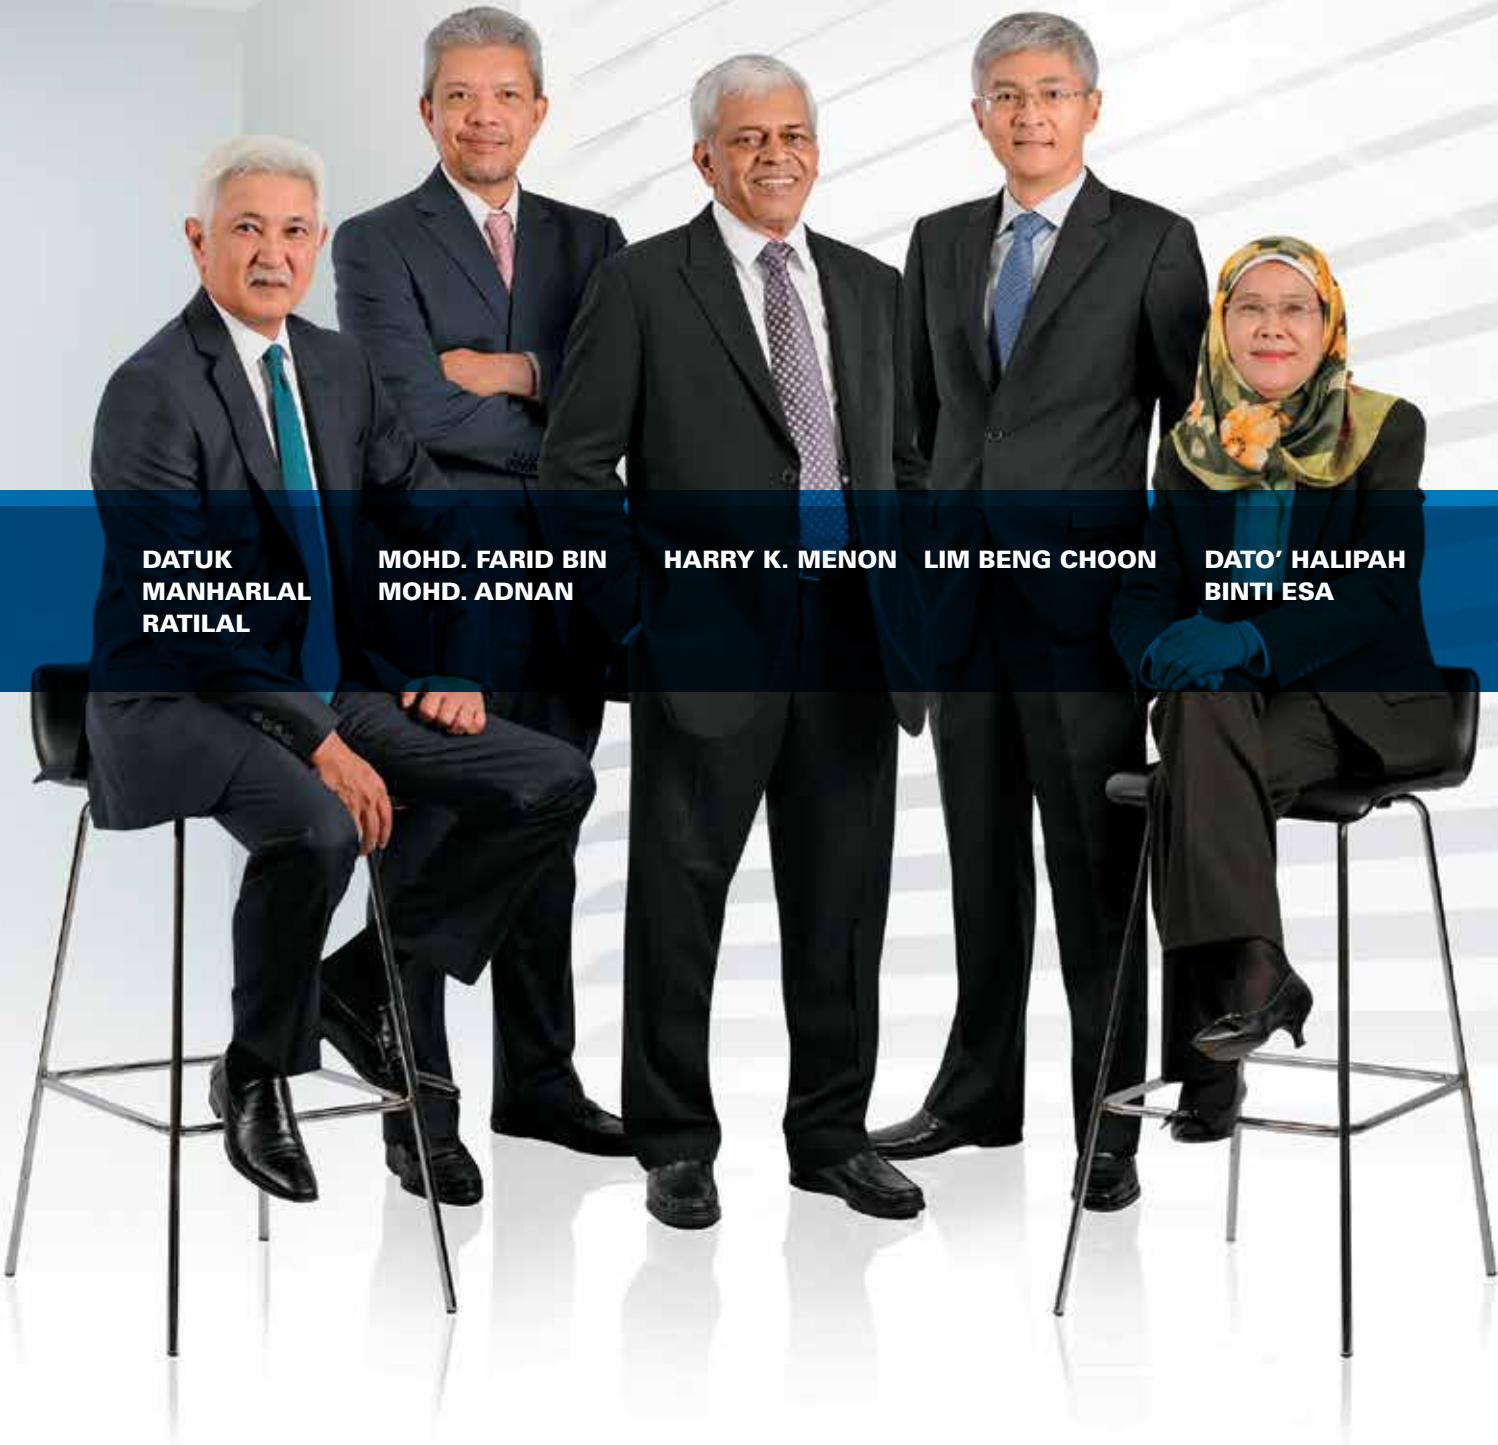 DATUK
MANHARLAL
RATILAL
MOHD. FARID BIN
MOHD. ADNAN
HARRY K. MENON
LIM BENG CHOON
DATO’ HALIPAH
BINTI ESA